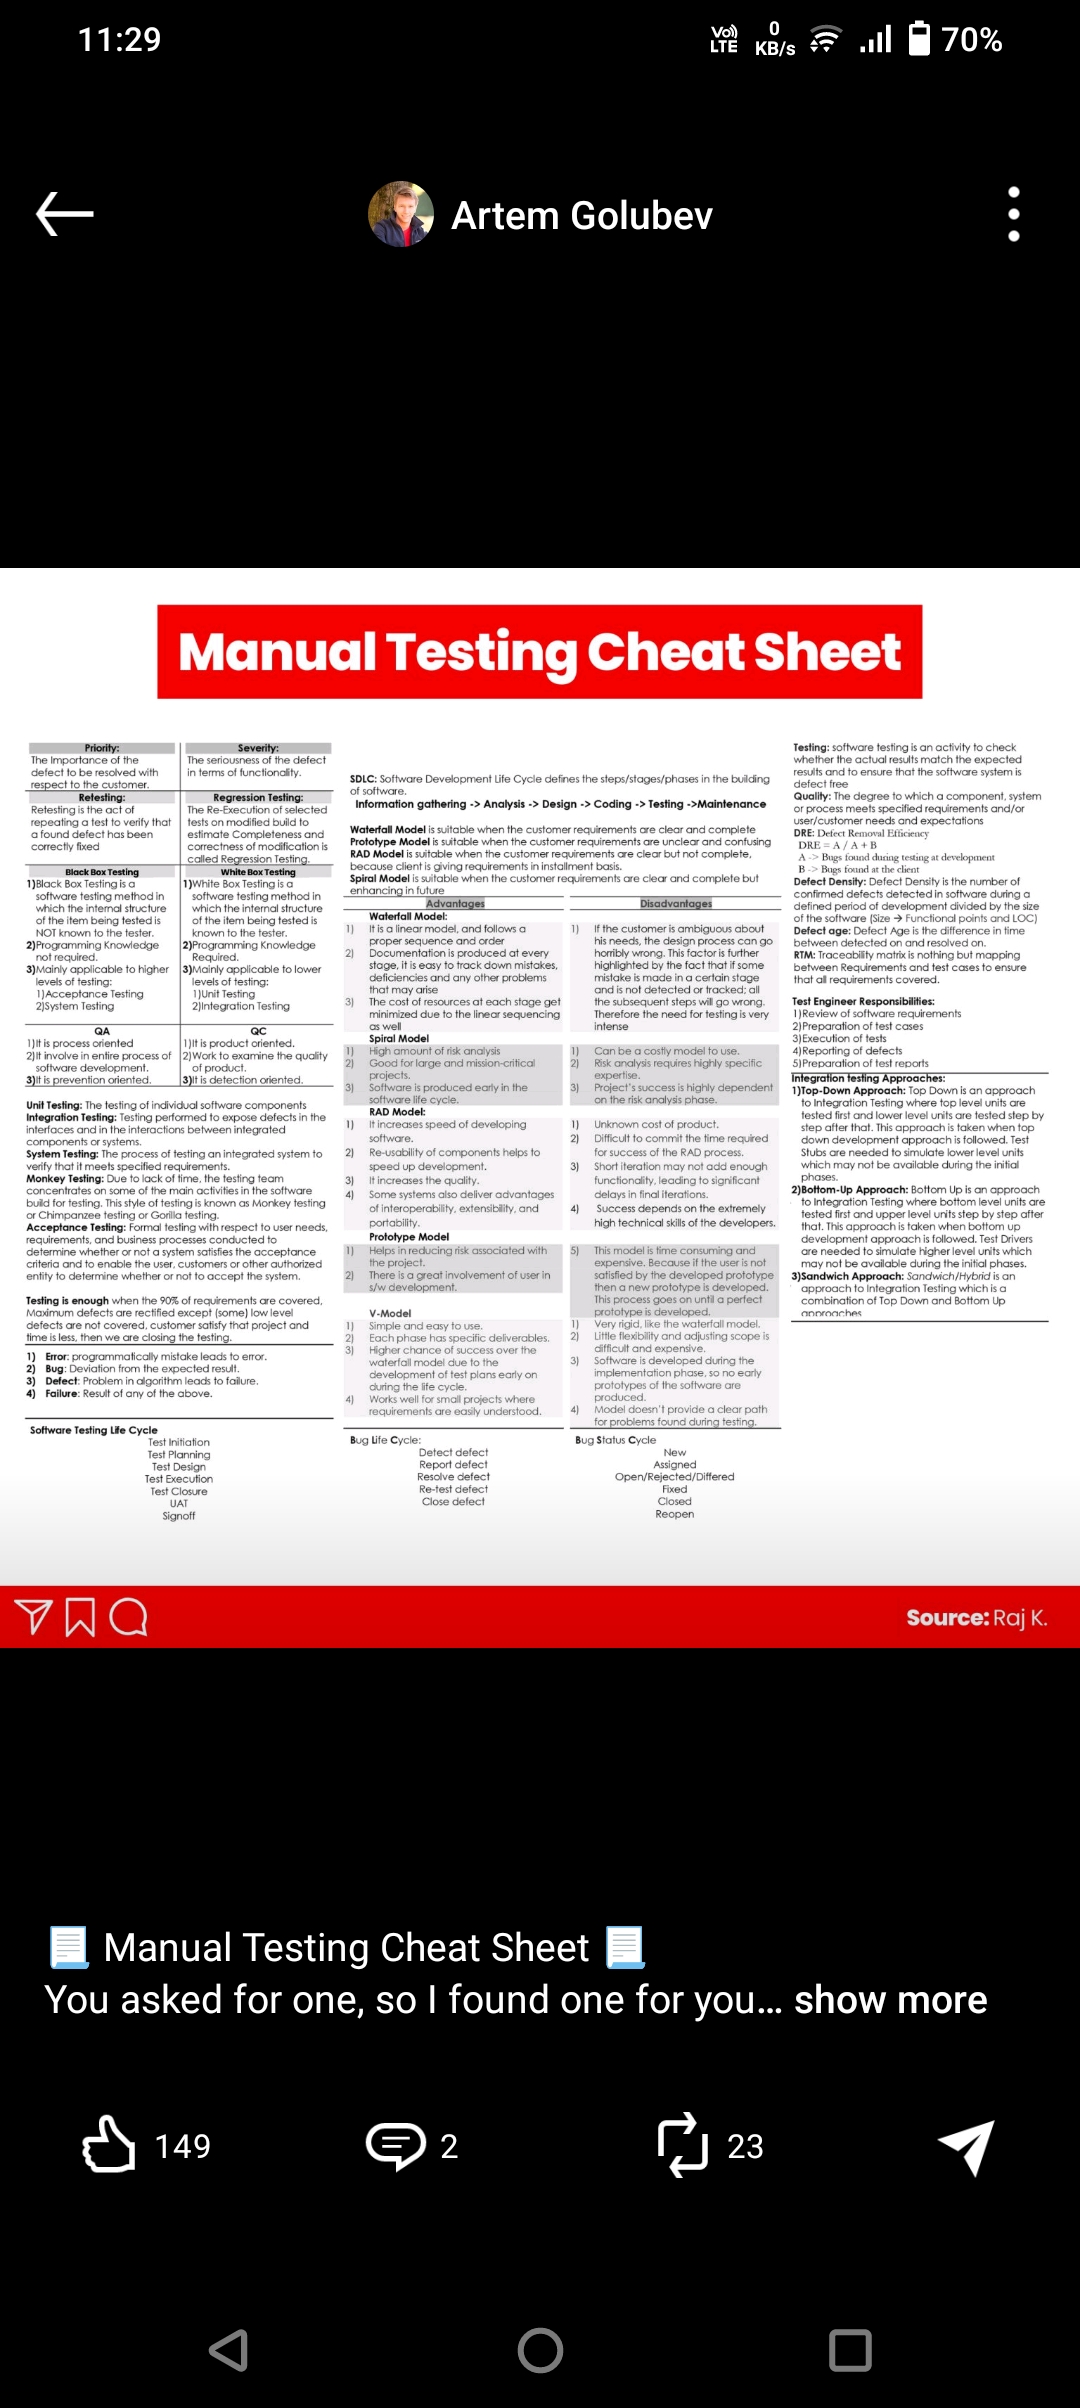 11:29
Vo)) LTE
0 KB/s
70%
Artem Golubev
Manual Testing Cheat Sheet
Priority:
The Importance of the
defect to be resolved with
respect to the customer.
Severity:
The seriousness of the defect
in terms of functionality.
Retesting:
Retesting is the act of
repeating a test to verify that
a found defect has been
correctly fixed
Regression Testing:
The Re-Execution of selected
tests on modified build to
estimate Completeness and
correctness of modification is
called Regression Testing.
Black Box Testing
1)Black Box Testing is a
software testing method in
which the internal structure
of the item being tested is
NOT known to the tester.
2)Programming Knowledge
not required.
3)Mainly applicable to higher
levels of testing:
1)Acceptance Testing
2)System Testing
White Box Testing
1)White Box Testing is a
software testing method in
which the internal structure
of the item being tested is
known to the tester.
2)Programming Knowledge
Required.
3)Mainly applicable to lower
levels of testing:
1)Unit Testing
2)Integration Testing
QA
1)It is process oriented
2)It involve in entire process of
software development.
3)It is prevention oriented.
QC
1)It is product oriented.
2)Work to examine the quality
of product.
3)It is detection oriented.
Unit Testing: The testing of individual software components
Integration Testing: Testing performed to expose defects in the
interfaces and in the interactions between integrated
components or systems.
System Testing: The process of testing an integrated system to
verify that it meets specified requirements.
Monkey Testing: Due to lack of time, the testing team
concentrates on some of the main activities in the software
build for testing. This style of testing is known as Monkey testing
or Chimpanzee testing or Gorilla testing.
Acceptance Testing: Formal testing with respect to user needs,
requirements, and business processes conducted to
determine whether or not a system satisfies the acceptance
criteria and to enable the user, customers or other authorized
entity to determine whether or not to accept the system.
Testing is enough when the 90% of requirements are covered,
Maximum defects are rectified except (some) low level
defects are not covered, customer satisfy that project and
time is less, then we are closing the testing.
1) Error: programmatically mistake leads to error.
2) Bug: Deviation from the expected result.
3) Defect: Problem in algorithm leads to failure.
4) Failure: Result of any of the above.
Software Testing Life Cycle
Test Initiation
Test Planning
Test Design
Test Execution
Test Closure
UAT
Signoff
SDLC: Software Development Life Cycle defines the steps/stages/phases in the building
of software.
Information gathering -> Analysis -> Design -> Coding -> Testing ->Maintenance
Waterfall Model is suitable when the customer requirements are clear and complete
Prototype Model is suitable when the customer requirements are unclear and confusing
RAD Model is suitable when the customer requirements are clear but not complete,
because client is giving requirements in installment basis.
Spiral Model is suitable when the customer requirements are clear and complete but
enhancing in future
Advantages
Disadvantages
Waterfall Model:
1) It is a linear model, and follows a
proper sequence and order
2) Documentation is produced at every
stage, it is easy to track down mistakes,
deficiencies and any other problems
that may arise
3) The cost of resources at each stage get
minimized due to the linear sequencing
as well
1) If the customer is ambiguous about
his needs, the design process can go
horribly wrong. This factor is further
highlighted by the fact that if some
mistake is made in a certain stage
and is not detected or tracked; all
the subsequent steps will go wrong.
Therefore the need for testing is very
intense
Spiral Model
1) High amount of risk analysis
2) Good for large and mission-critical
projects.
3) Software is produced early in the
software life cycle.
1) Can be a costly model to use.
2) Risk analysis requires highly specific
expertise.
3) Project's success is highly dependent
on the risk analysis phase.
RAD Model:
1) It increases speed of developing
software.
2) Re-usability of components helps to
speed up development.
3) It increases the quality.
4) Some systems also deliver advantages
of interoperability, extensibility, and
portability.
1) Unknown cost of product.
2) Difficult to commit the time required
for success of the RAD process.
3) Short iteration may not add enough
functionality, leading to significant
delays in final iterations.
4) Success depends on the extremely
high technical skills of the developers.
Prototype Model
1) Helps in reducing risk associated with
the project.
2) There is a great involvement of user in
s/w development.
5) This model is time consuming and
expensive. Because if the user is not
satisfied by the developed prototype
then a new prototype is developed.
This process goes on until a perfect
prototype is developed.
V-Model
1) Simple and easy to use.
2) Each phase has specific deliverables.
3) Higher chance of success over the
waterfall model due to the
development of test plans early on
during the life cycle.
4) Works well for small projects where
requirements are easily understood.
1) Very rigid, like the waterfall model.
2) Little flexibility and adjusting scope is
difficult and expensive.
3) Software is developed during the
implementation phase, so no early
prototypes of the software are
produced.
4) Model doesn't provide a clear path
for problems found during testing.
Bug Life Cycle:
Detect defect
Report defect
Resolve defect
Re-test defect
Close defect
Bug Status Cycle
New
Assigned
Open/Rejected/Differed
Fixed
Closed
Reopen
Testing: software testing is an activity to check
whether the actual results match the expected
results and to ensure that the software system is
defect free
Quality: The degree to which a component, system
or process meets specified requirements and/or
user/customer needs and expectations
DRE: Defect Removal Efficiency
DRE = A / A + B
A -> Bugs found during testing at development
B -> Bugs found at the client
Defect Density: Defect Density is the number of
confirmed defects detected in software during a
defined period of development divided by the size
of the software (Size → Functional points and LOC)
Defect age: Defect Age is the difference in time
between detected on and resolved on.
RTM: Traceability matrix is nothing but mapping
between Requirements and test cases to ensure
that all requirements covered.
Test Engineer Responsibilities:
1)Review of software requirements
2)Preparation of test cases
3)Execution of tests
4)Reporting of defects
5)Preparation of test reports
Integration testing Approaches:
1)Top-Down Approach: Top Down is an approach
to Integration Testing where top level units are
tested first and lower level units are tested step by
step after that. This approach is taken when top
down development approach is followed. Test
Stubs are needed to simulate lower level units
which may not be available during the initial
phases.
2)Bottom-Up Approach: Bottom Up is an approach
to Integration Testing where bottom level units are
tested first and upper level units step by step after
that. This approach is taken when bottom up
development approach is followed. Test Drivers
are needed to simulate higher level units which
may not be available during the initial phases.
3)Sandwich Approach: Sandwich/Hybrid is an
approach to Integration Testing which is a
combination of Top Down and Bottom Up
approaches
Source: Raj K.
📃 Manual Testing Cheat Sheet 📃
You asked for one, so I found one for you... show more
149
2
23